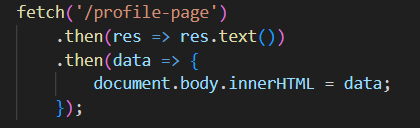 fetch('/profile-page')
    .then(res => res.text())
    .then(data => {
        document.body.innerHTML = data;
    });